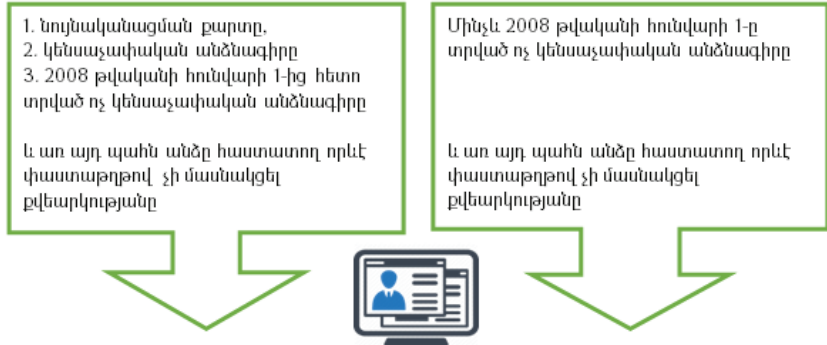 1. նույնականացման քարտը,
2. կենսաչափական անձնագիրը
3. 2008 թվականի հունվարի 1-ից հետո
տրված ոչ կենսաչափական անձնագիրը
և առ այդ պահն անձը հաստատող որևէ
փաստաթղթով չի մասնակցել
քվեարկությանը
Մինչև 2008 թվականի հունվարի 1-ը
տրված ոչ կենսաչափական անձնագիրը
և առ այդ պահն անձը հաստատող որևէ
փաստաթղթով չի մասնակցել
քվեարկությանը